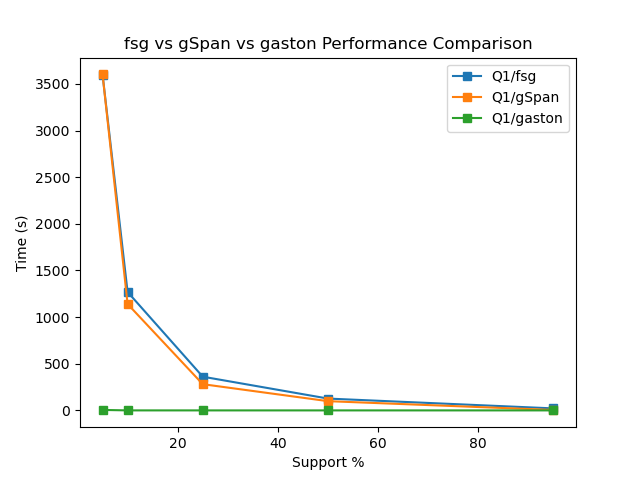 fsg vs gSpan vs gaston Performance Comparison
Q1/fsg
Q1/gSpan
Q1/gaston
Time (s)
3500
3000
2500
2000
1500
1000
500
0
20 40 60 80
Support %